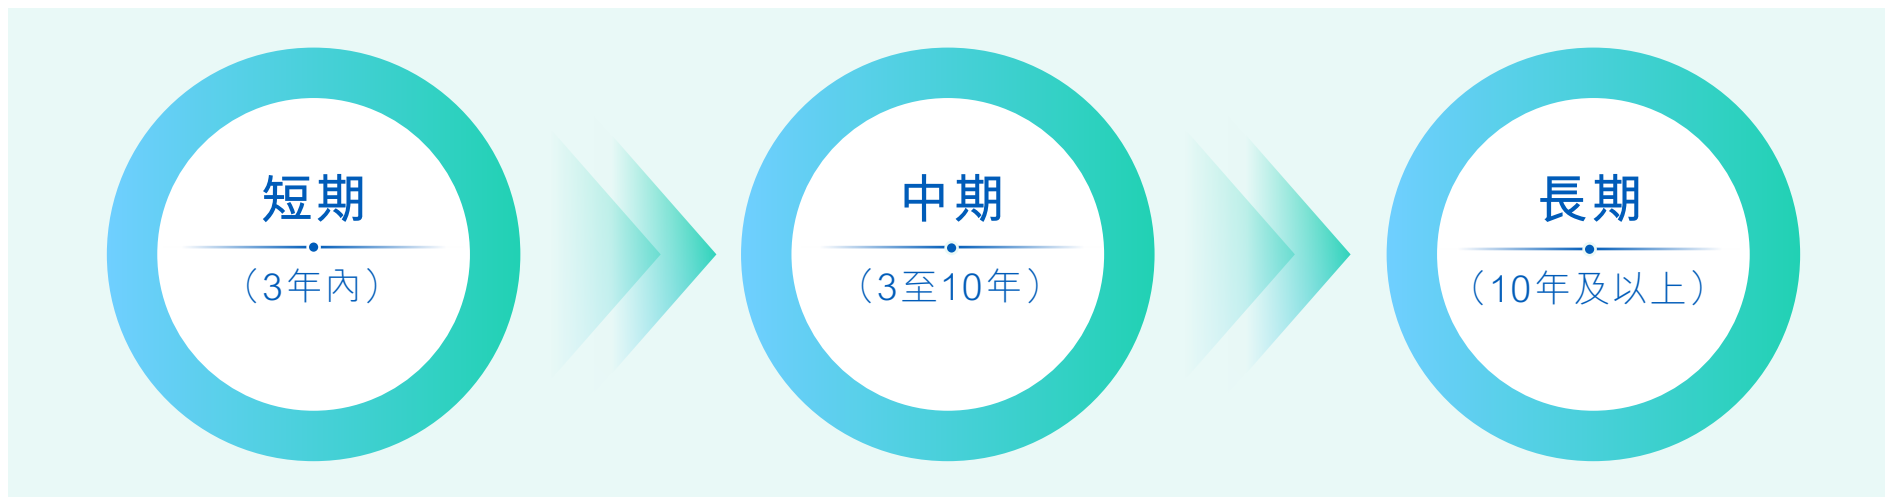 短期
（3年內）
中期
（3至10年）
長期
（10年及以上）